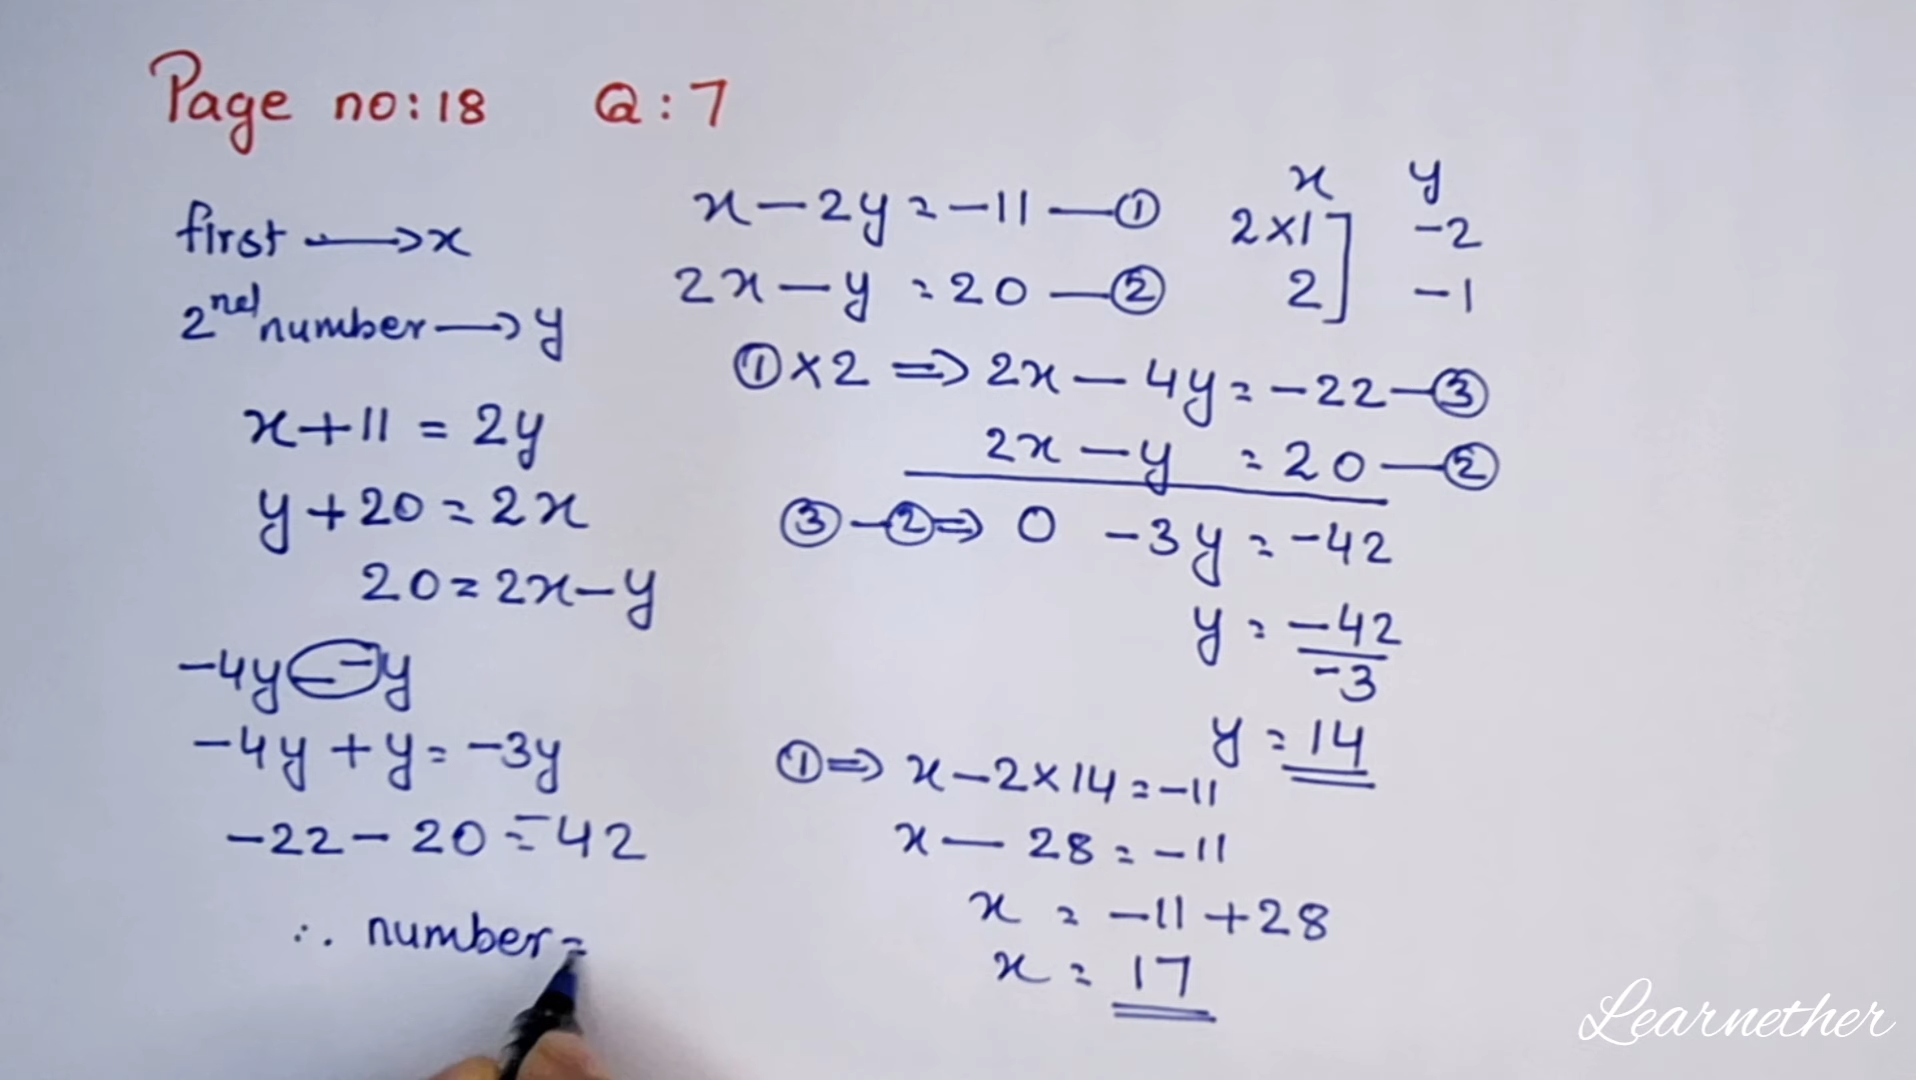 Page no:18 Q:7
first → x
2nd number → y
x+11 = 2y
y+20=2x
20=2x-y
-4y--y
-4y+y=-3y
-22-20=-42
∴ number=
x-2y=-11 —①
2x-y=20 —②
x y
2×1] -2
2] -1
①×2 ⇒ 2x-4y=-22 —③
2x-y=20 —②
③-②⇒ 0 -3y=-42
y=-42/-3
y=14
①⇒ x-2×14=-11
x-28=-11
x=-11+28
x=17
Learnether